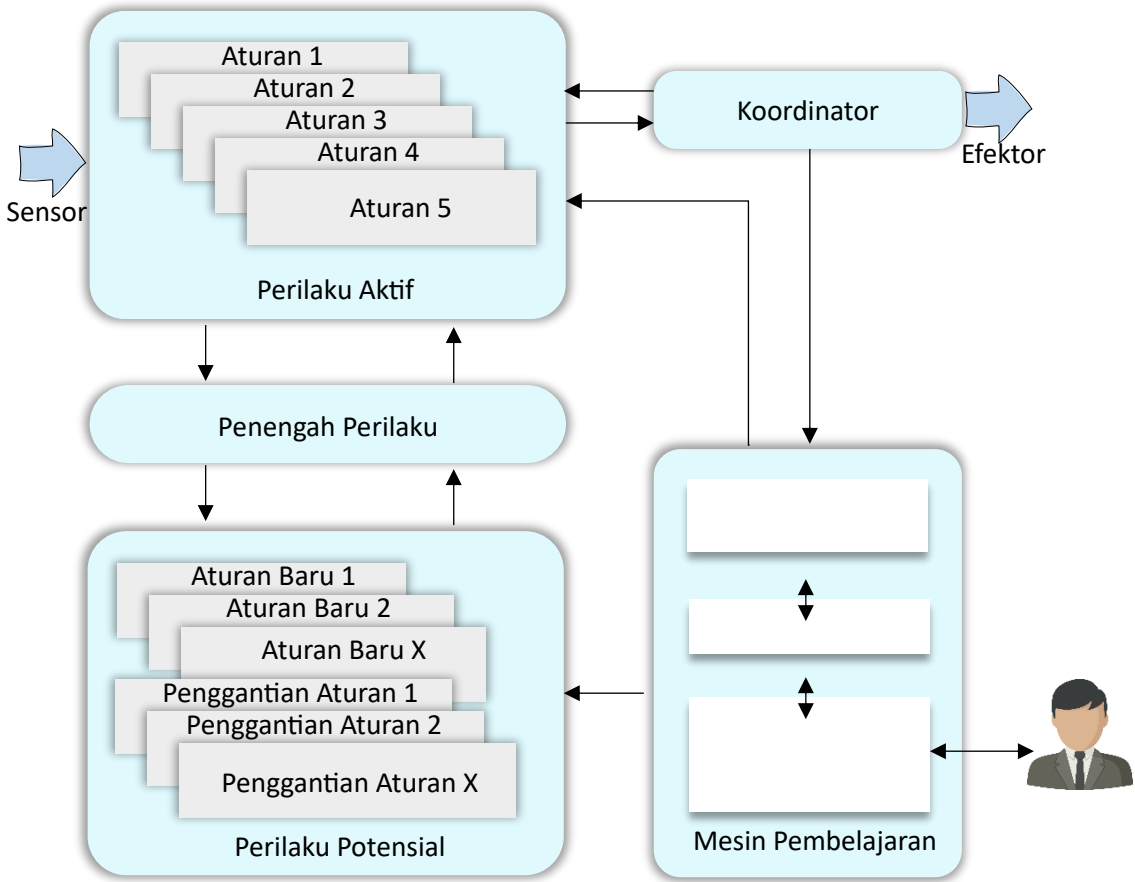 Aturan 1
Aturan 2
Aturan 3
Aturan 4
Aturan 5
Perilaku Aktif
Sensor
Koordinator
Efektor
Penengah Perilaku
Aturan Baru 1
Aturan Baru 2
Aturan Baru X
Penggantian Aturan 1
Penggantian Aturan 2
Penggantian Aturan X
Perilaku Potensial
Mesin Pembelajaran